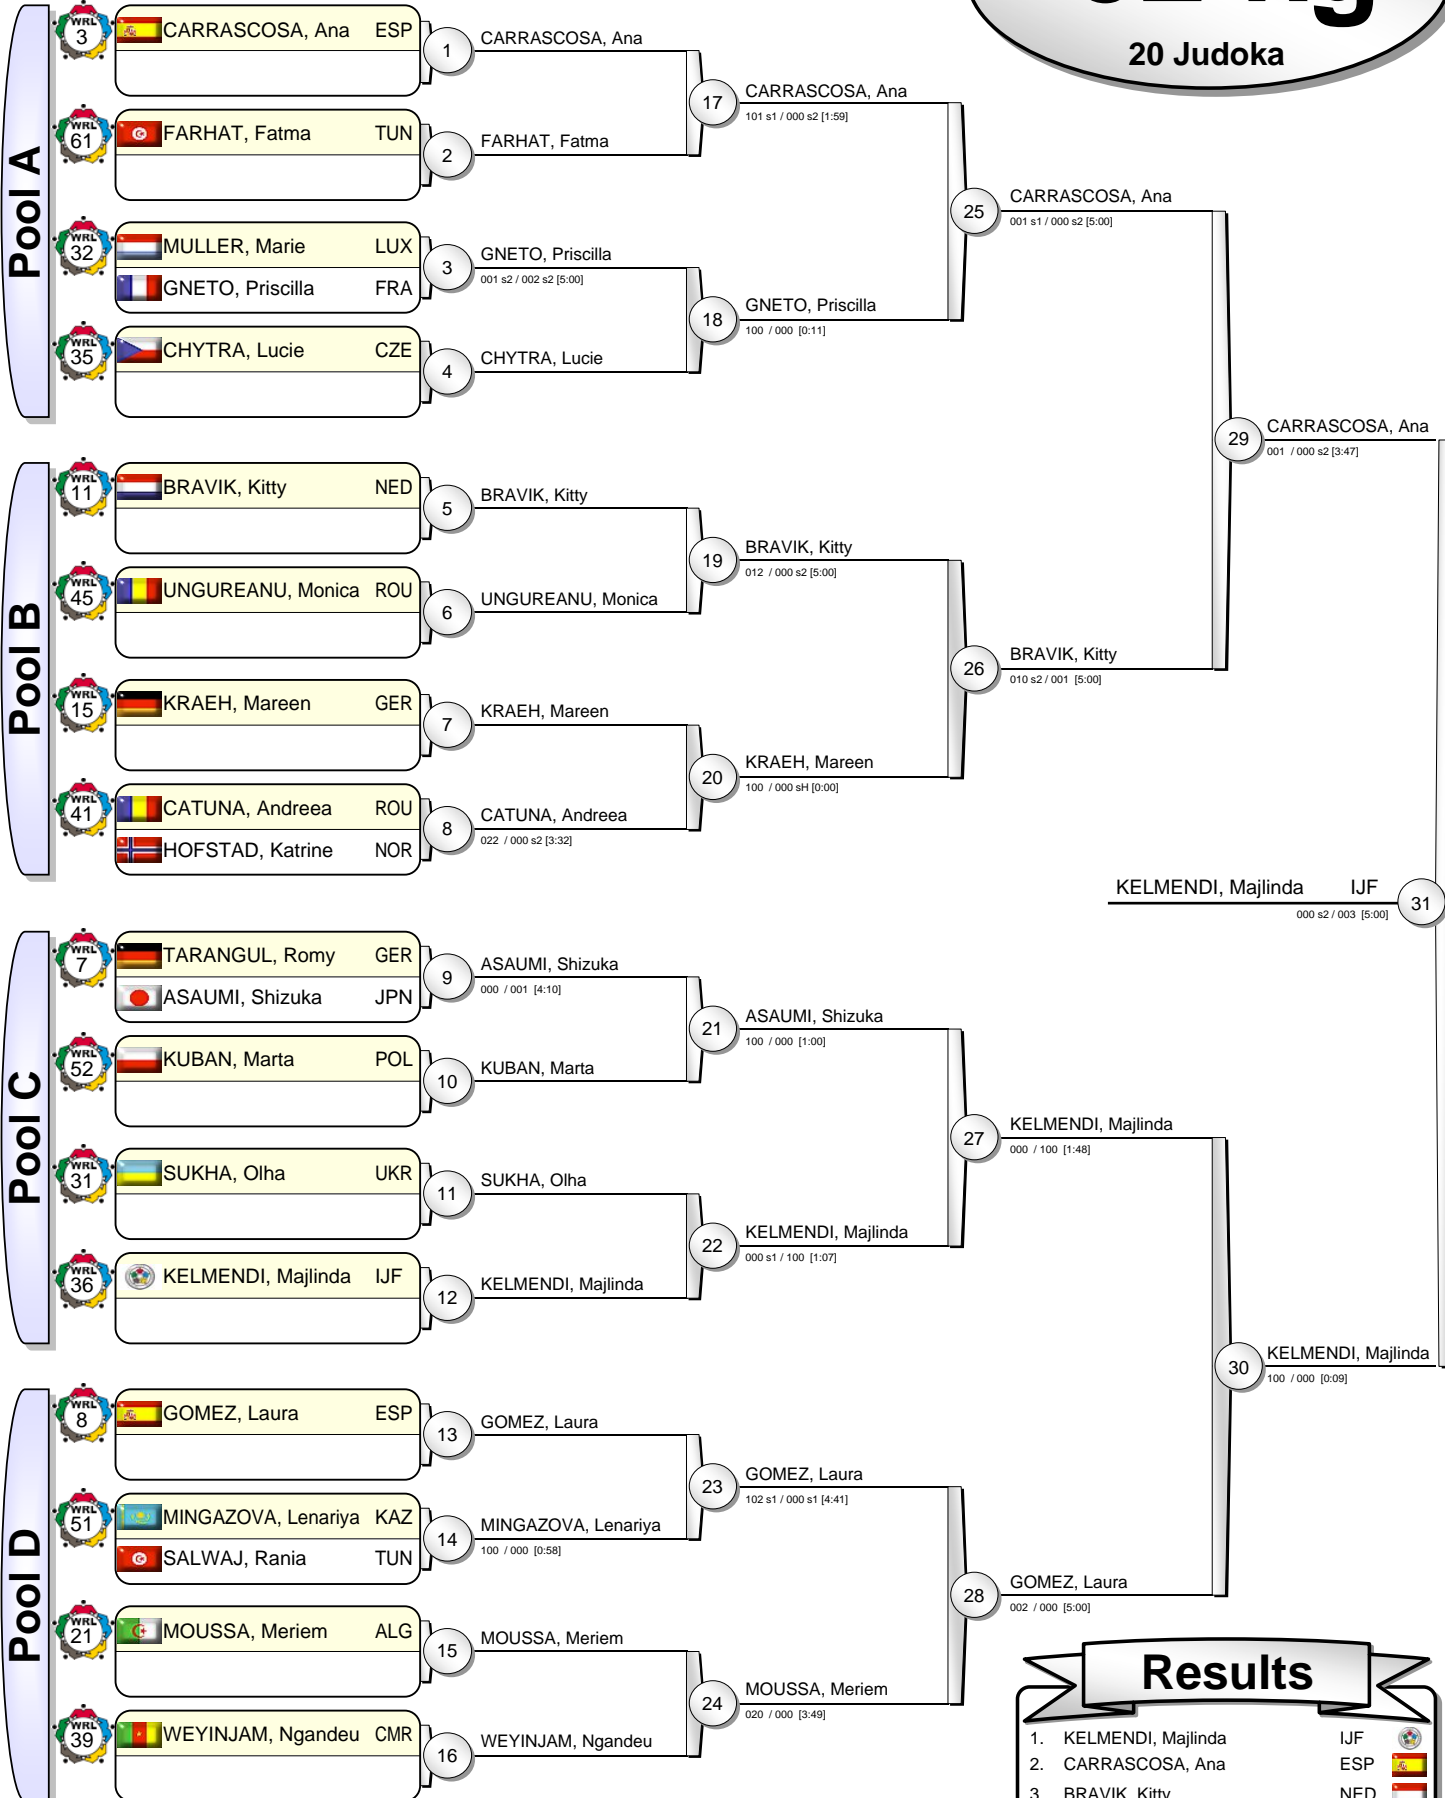 20 Judoka
Pool A
WRL 3 CARRASCOSA, Ana ESP
1 CARRASCOSA, Ana
17 CARRASCOSA, Ana
101 s1 / 000 s2 [1:59]
WRL 61 FARHAT, Fatma TUN
2 FARHAT, Fatma
25 CARRASCOSA, Ana
001 s1 / 000 s2 [5:00]
WRL 32 MULLER, Marie LUX
GNETO, Priscilla FRA
3 GNETO, Priscilla
001 s2 / 002 s2 [5:00]
18 GNETO, Priscilla
100 / 000 [0:11]
WRL 35 CHYTRA, Lucie CZE
4 CHYTRA, Lucie
29 CARRASCOSA, Ana
001 / 000 s2 [3:47]
Pool B
WRL 11 BRAVIK, Kitty NED
5 BRAVIK, Kitty
19 BRAVIK, Kitty
012 / 000 s2 [5:00]
WRL 45 UNGUREANU, Monica ROU
6 UNGUREANU, Monica
26 BRAVIK, Kitty
010 s2 / 001 [5:00]
WRL 15 KRAEH, Mareen GER
7 KRAEH, Mareen
20 KRAEH, Mareen
100 / 000 sH [0:00]
WRL 41 CATUNA, Andreea ROU
HOFSTAD, Katrine NOR
8 CATUNA, Andreea
022 / 000 s2 [3:32]
KELMENDI, Majlinda IJF 31
000 s2 / 003 [5:00]
Pool C
WRL 7 TARANGUL, Romy GER
ASAUMI, Shizuka JPN
9 ASAUMI, Shizuka
000 / 001 [4:10]
21 ASAUMI, Shizuka
100 / 000 [1:00]
WRL 52 KUBAN, Marta POL
10 KUBAN, Marta
27 KELMENDI, Majlinda
000 / 100 [1:48]
WRL 31 SUKHA, Olha UKR
11 SUKHA, Olha
22 KELMENDI, Majlinda
000 s1 / 100 [1:07]
WRL 36 KELMENDI, Majlinda IJF
12 KELMENDI, Majlinda
30 KELMENDI, Majlinda
100 / 000 [0:09]
Pool D
WRL 8 GOMEZ, Laura ESP
13 GOMEZ, Laura
23 GOMEZ, Laura
102 s1 / 000 s1 [4:41]
WRL 51 MINGAZOVA, Lenariya KAZ
SALWAJ, Rania TUN
14 MINGAZOVA, Lenariya
100 / 000 [0:58]
28 GOMEZ, Laura
002 / 000 [5:00]
WRL 21 MOUSSA, Meriem ALG
15 MOUSSA, Meriem
24 MOUSSA, Meriem
020 / 000 [3:49]
WRL 39 WEYINJAM, Ngandeu CMR
16 WEYINJAM, Ngandeu
Results
1. KELMENDI, Majlinda IJF
2. CARRASCOSA, Ana ESP
3. BRAVIK, Kitty NED